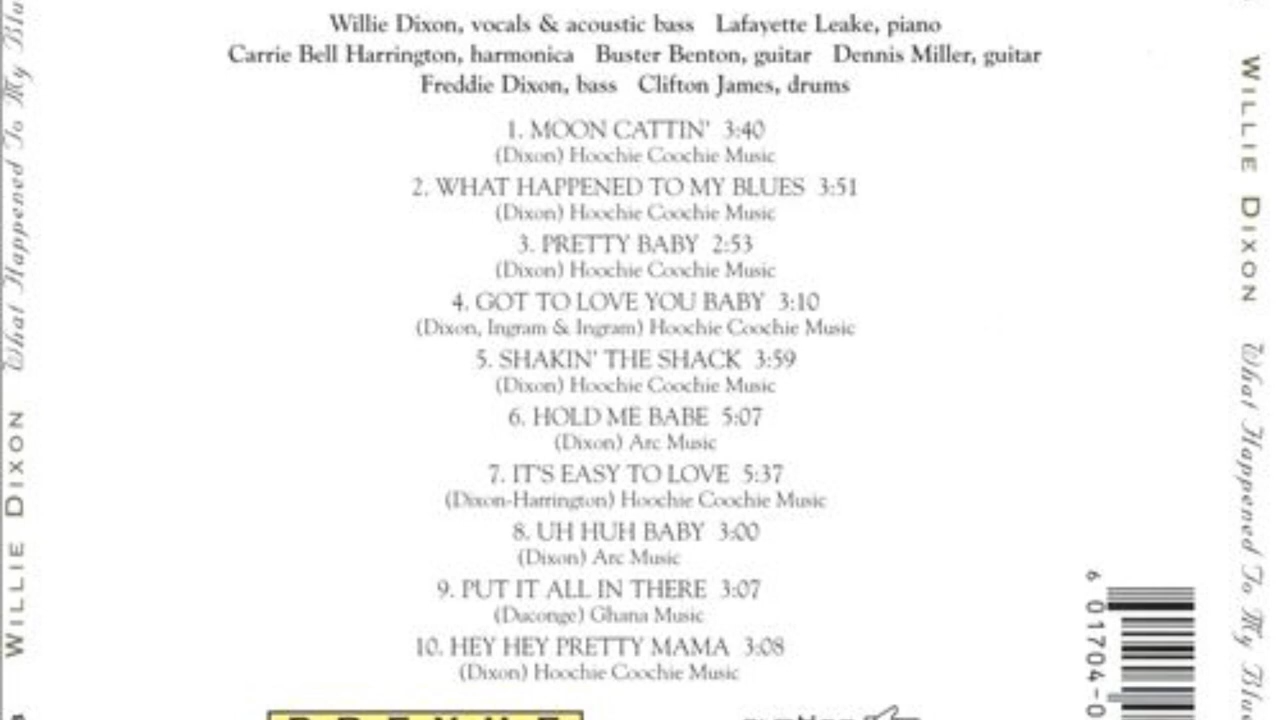 Willie Dixon, vocals & acoustic bass Lafayette Leake, piano
Carrie Bell Harrington, harmonica Buster Benton, guitar Dennis Miller, guitar
Freddie Dixon, bass Clifton James, drums
1. MOON CATTIN' 3:40
(Dixon) Hoochie Coochie Music
2. WHAT HAPPENED TO MY BLUES 3:51
(Dixon) Hoochie Coochie Music
3. PRETTY BABY 2:53
(Dixon) Hoochie Coochie Music
4. GOT TO LOVE YOU BABY 3:10
(Dixon, Ingram & Ingram) Hoochie Coochie Music
5. SHAKIN' THE SHACK 3:59
(Dixon) Hoochie Coochie Music
6. HOLD ME BABE 5:07
(Dixon) Arc Music
7. IT'S EASY TO LOVE 5:37
(Dixon-Harrington) Hoochie Coochie Music
8. UH HUH BABY 3:00
(Dixon) Arc Music
9. PUT IT ALL IN THERE 3:07
(Duconge) Ghana Music
10. HEY HEY PRETTY MAMA 3:08
(Dixon) Hoochie Coochie Music
WILLIE DIXON What Happened To My Blu
WILLIE DIXON What Happened To My Blue
6 01704-0